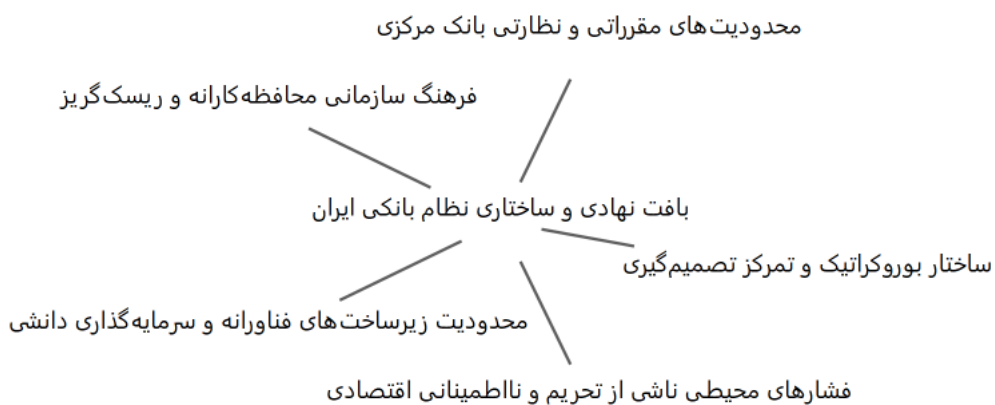 محدودیت‌های مقرراتی و نظارتی بانک مرکزی
فرهنگ سازمانی محافظه‌کارانه و ریسک‌گریز
بافت نهادی و ساختاری نظام بانکی ایران
ساختار بوروکراتیک و تمرکز تصمیم‌گیری
محدودیت زیرساخت‌های فناورانه و سرمایه‌گذاری دانشی
فشارهای محیطی ناشی از تحریم و نااطمینانی اقتصادی